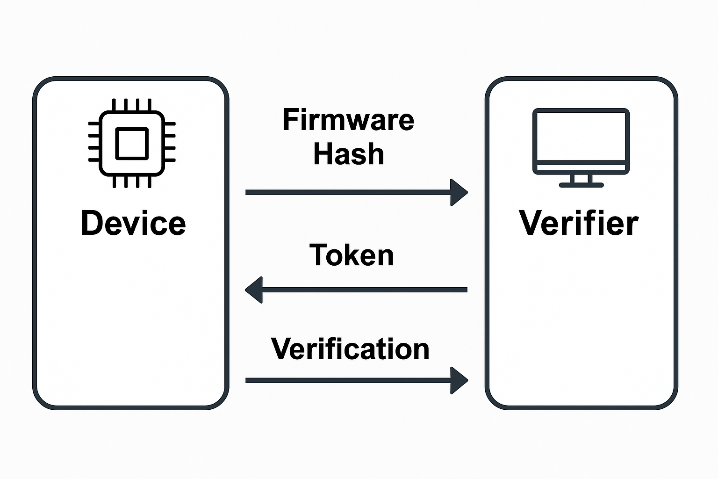 Device
Firmware
Hash
Token
Verification
Verifier